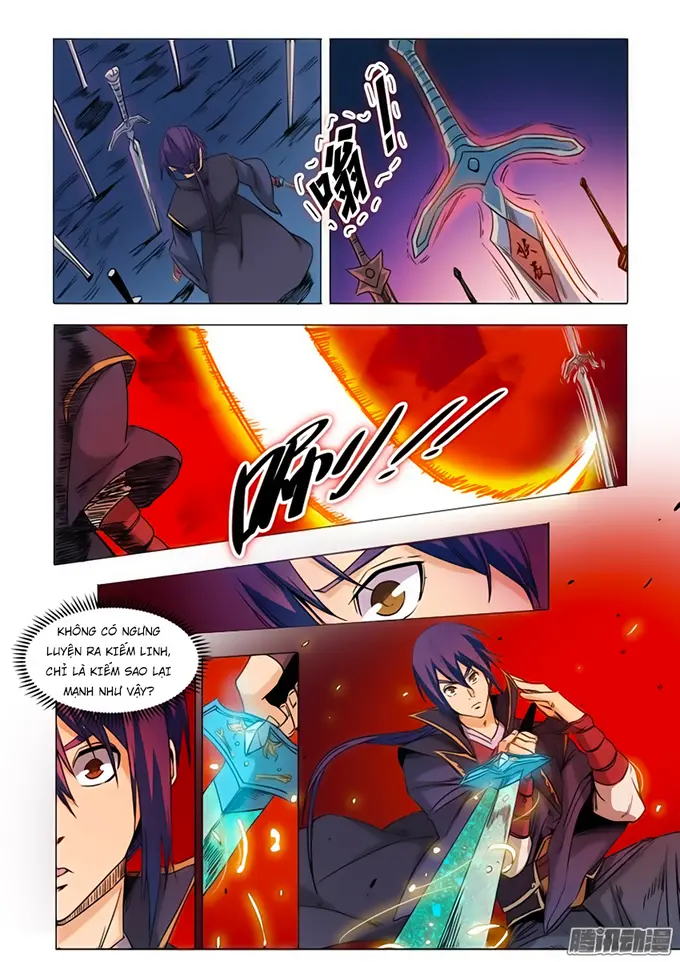 嗡!
唰!!!
KHÔNG CÓ NGƯNG
LUYỆN RA KIẾM LINH,
CHỈ LÀ KIẾM SAO LẠI
MẠNH NHƯ VẬY?
腾讯动漫